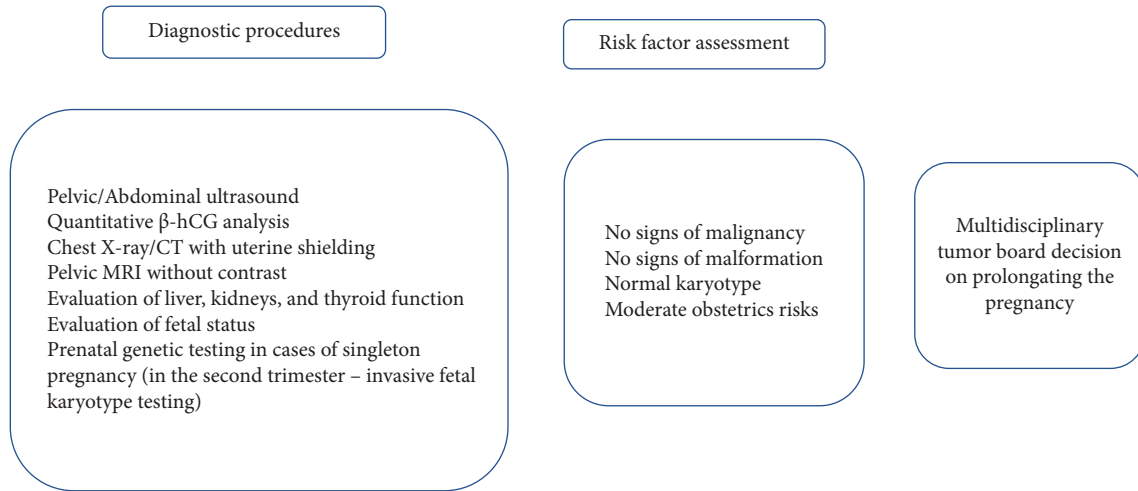 Diagnostic procedures
Risk factor assessment
Pelvic/Abdominal ultrasound
Quantitative β-hCG analysis
Chest X-ray/CT with uterine shielding
Pelvic MRI without contrast
Evaluation of liver, kidneys, and thyroid function
Evaluation of fetal status
Prenatal genetic testing in cases of singleton
pregnancy (in the second trimester – invasive fetal
karyotype testing)
No signs of malignancy
No signs of malformation
Normal karyotype
Moderate obstetrics risks
Multidisciplinary
tumor board decision
on prolongating the
pregnancy